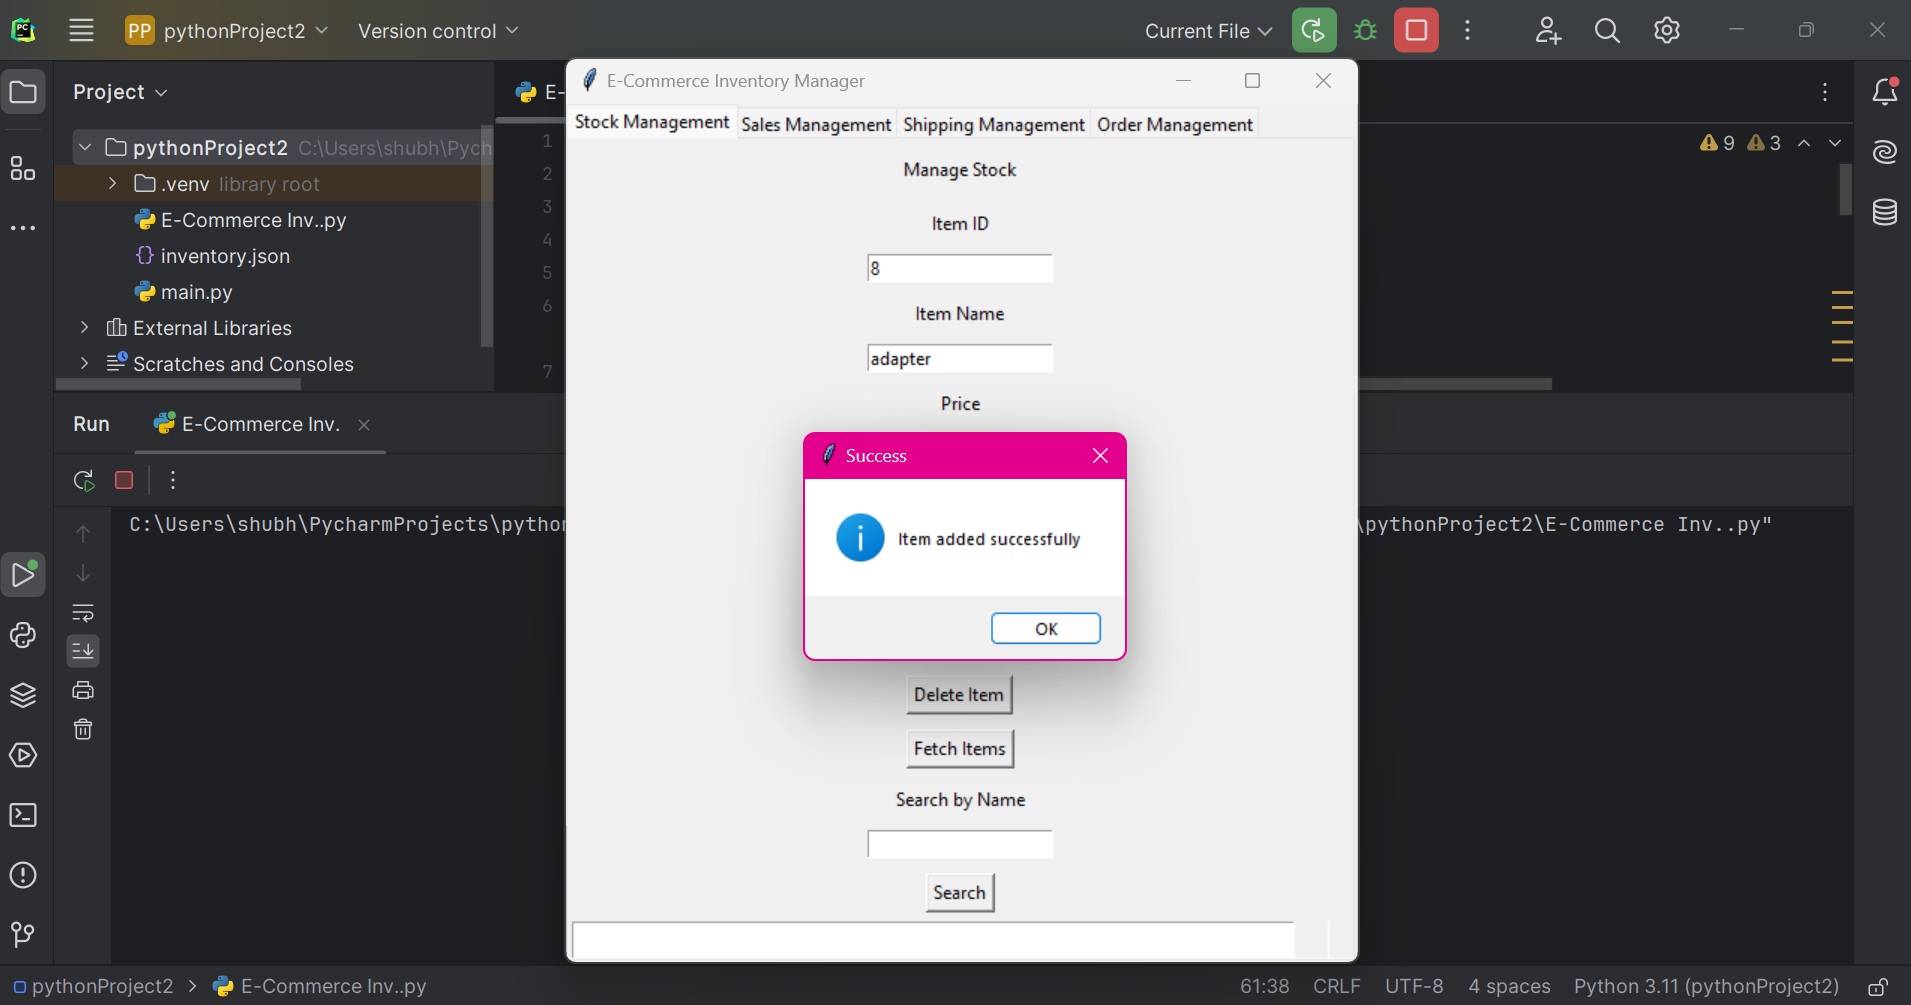 PP pythonProject2 Version control Current File
Project
E-
9 3
pythonProject2 C:\Users\shubh\Pych
.venv library root
E-Commerce Inv..py
inventory.json
main.py
External Libraries
Scratches and Consoles
1
2
3
4
5
6
7
Run E-Commerce Inv.
C:\Users\shubh\PycharmProjects\pytho
\pythonProject2\E-Commerce Inv..py"
E-Commerce Inventory Manager
Stock Management Sales Management Shipping Management Order Management
Manage Stock
Item ID
8
Item Name
adapter
Price
Success
Item added successfully
OK
Delete Item
Fetch Items
Search by Name
Search
pythonProject2 > E-Commerce Inv..py 61:38 CRLF UTF-8 4 spaces Python 3.11 (pythonProject2)